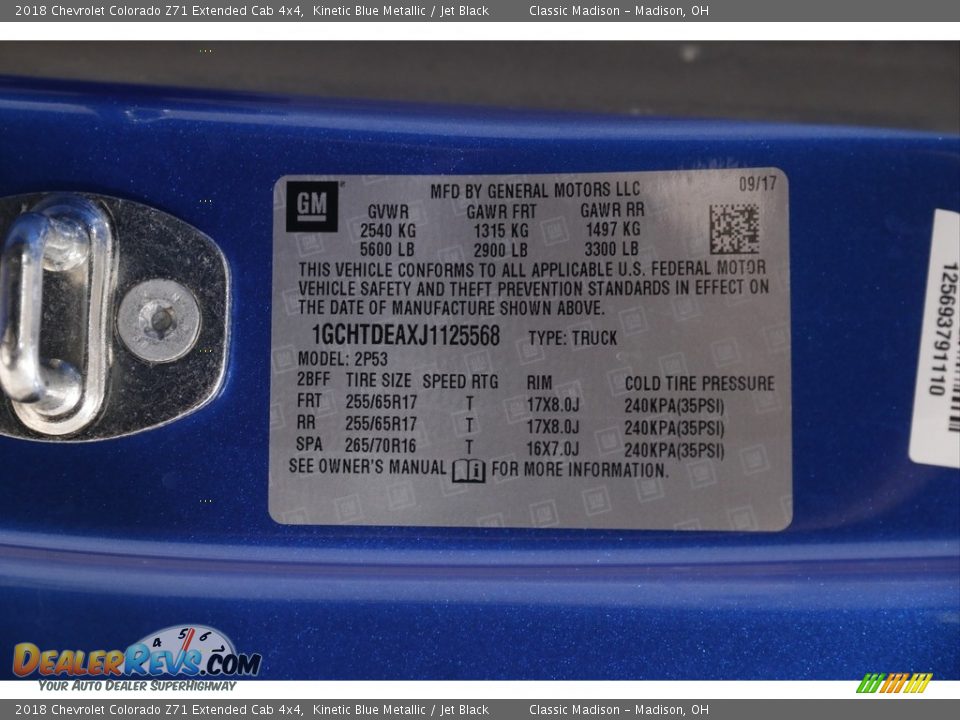 2018 Chevrolet Colorado Z71 Extended Cab 4x4, Kinetic Blue Metallic / Jet Black Classic Madison – Madison, OH
GM MFD BY GENERAL MOTORS LLC 09/17
GVWR GAWR FRT GAWR RR
2540 KG 1315 KG 1497 KG
5600 LB 2900 LB 3300 LB
THIS VEHICLE CONFORMS TO ALL APPLICABLE U.S. FEDERAL MOTOR
VEHICLE SAFETY AND THEFT PREVENTION STANDARDS IN EFFECT ON
THE DATE OF MANUFACTURE SHOWN ABOVE.
1GCHTDEAXJ1125568 TYPE: TRUCK
MODEL: 2P53
2BFF TIRE SIZE SPEED RTG RIM COLD TIRE PRESSURE
FRT 255/65R17 T 17X8.0J 240KPA(35PSI)
RR 255/65R17 T 17X8.0J 240KPA(35PSI)
SPA 265/70R16 T 16X7.0J 240KPA(35PSI)
SEE OWNER'S MANUAL FOR MORE INFORMATION.
125693791110
4 5 6
DealerRevs.com
Your Auto Dealer SuperHighway
2018 Chevrolet Colorado Z71 Extended Cab 4x4, Kinetic Blue Metallic / Jet Black Classic Madison – Madison, OH